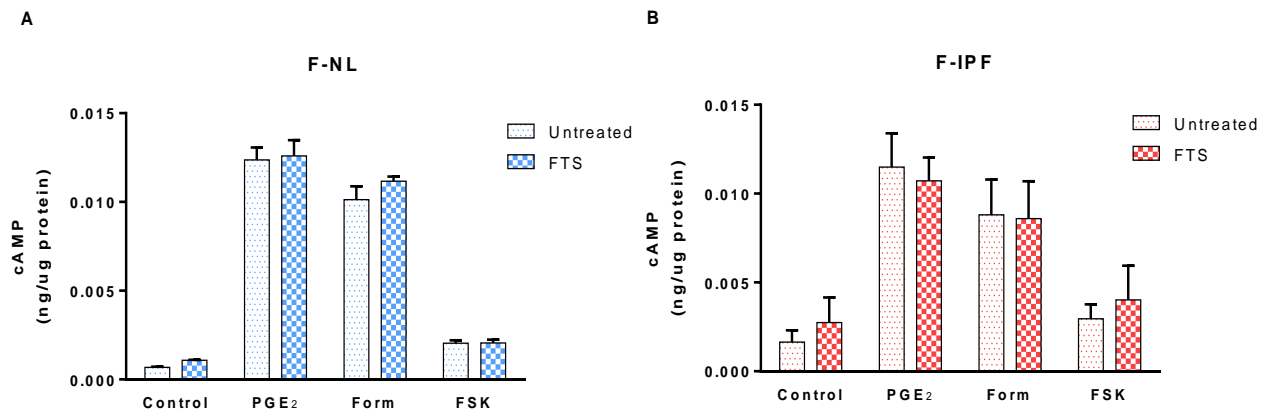 A
F-NL
0.015
0.010
0.005
0.000
cAMP
(ng/ug protein)
Untreated
FTS
Control PGE₂ Form FSK
B
F-IPF
0.015
0.010
0.005
0.000
cAMP
(ng/ug protein)
Untreated
FTS
Control PGE₂ Form FSK